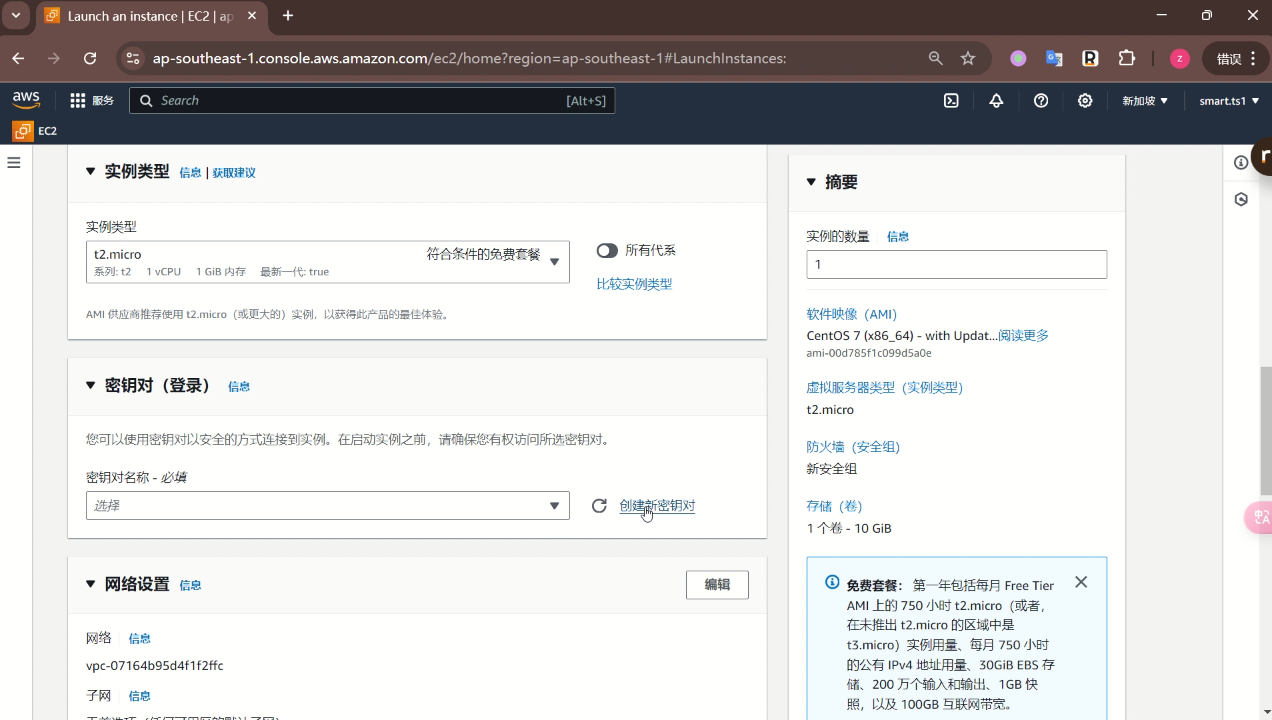 Launch an instance | EC2 | ap
ap-southeast-1.console.aws.amazon.com/ec2/home?region=ap-southeast-1#LaunchInstances:
z
错误
aws
服务
Search
[Alt+S]
新加坡
smart.ts1
EC2
实例类型 信息 | 获取建议
实例类型
t2.micro 符合条件的免费套餐
系列: t2 1 vCPU 1 GiB 内存 最新一代: true
所有代系
比较实例类型
AMI 供应商推荐使用 t2.micro（或更大的）实例，以获得此产品的最佳体验。
密钥对（登录） 信息
您可以使用密钥对以安全的方式连接到实例。在启动实例之前，请确保您有权访问所选密钥对。
密钥对名称 - 必填
选择
创建新密钥对
网络设置 信息
编辑
网络 信息
vpc-07164b95d4f1f2ffc
子网 信息
摘要
实例的数量 信息
1
软件映像（AMI）
CentOS 7 (x86_64) - with Updat...阅读更多
ami-00d785f1c099d5a0e
虚拟服务器类型（实例类型）
t2.micro
防火墙（安全组）
新安全组
存储（卷）
1 个卷 - 10 GiB
免费套餐： 第一年包括每月 Free Tier
AMI 上的 750 小时 t2.micro（或者，
在未推出 t2.micro 的区域中是
t3.micro）实例用量、每月 750 小时
的公有 IPv4 地址用量、30GiB EBS 存
储、200 万个输入和输出、1GB 快
照，以及 100GB 互联网带宽。